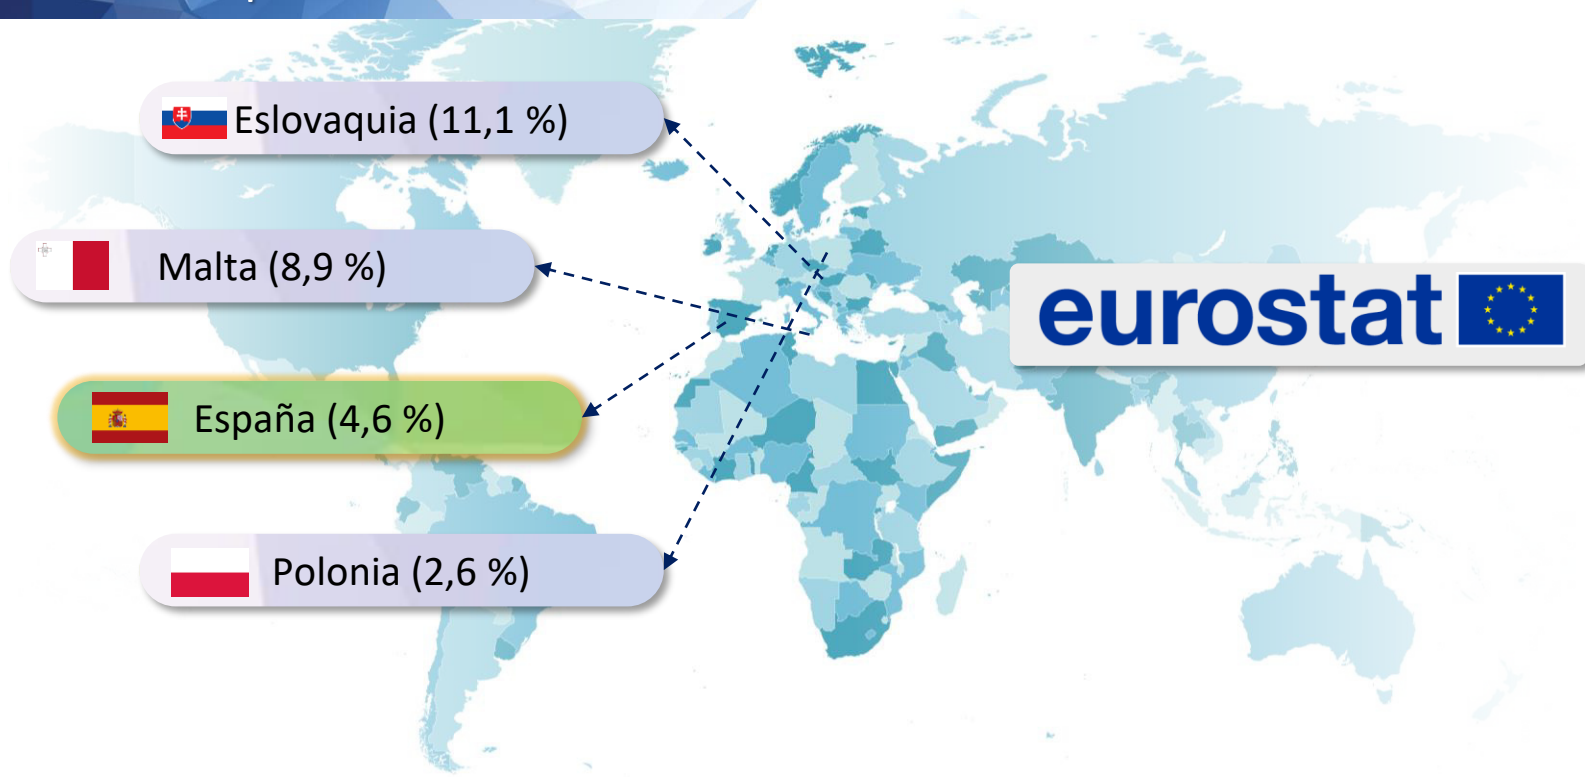 Eslovaquia (11,1 %)
Malta (8,9 %)
eurostat
España (4,6 %)
Polonia (2,6 %)